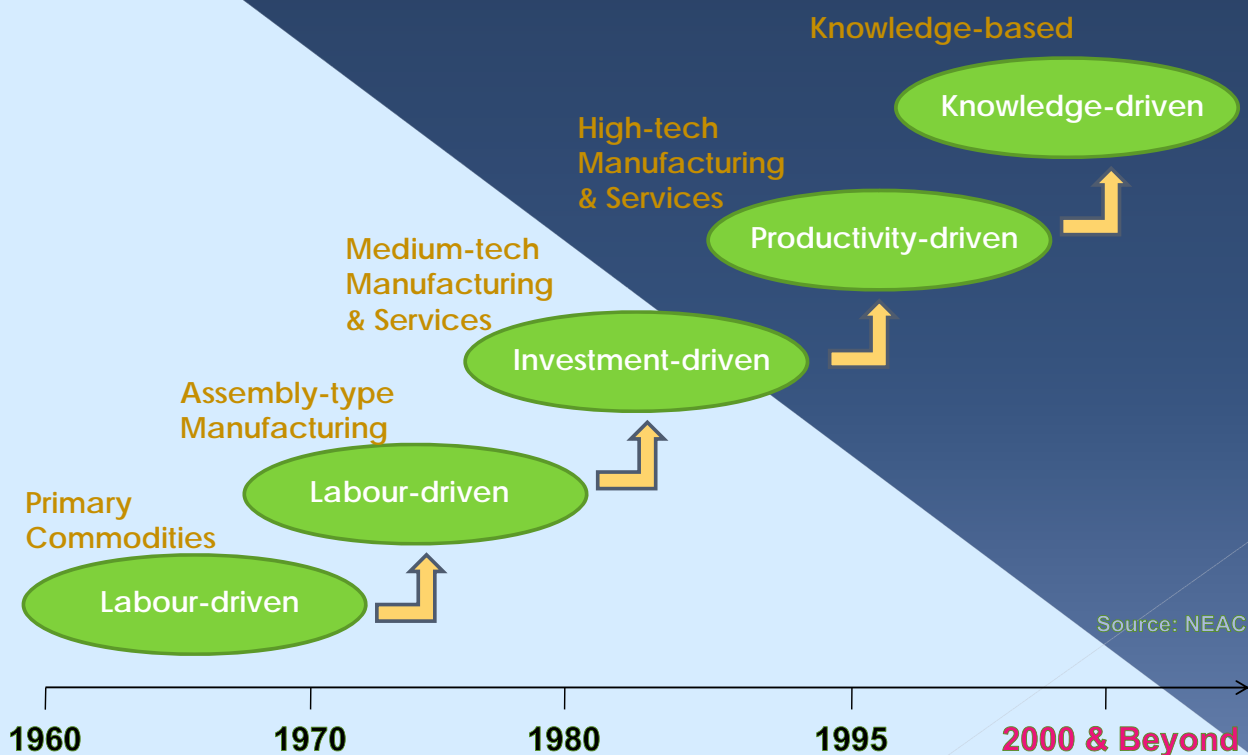 Knowledge-based
Knowledge-driven
High-tech
Manufacturing
& Services
Productivity-driven
Medium-tech
Manufacturing
& Services
Investment-driven
Assembly-type
Manufacturing
Labour-driven
Primary
Commodities
Labour-driven
Source: NEAC
1960 1970 1980 1995 2000 & Beyond